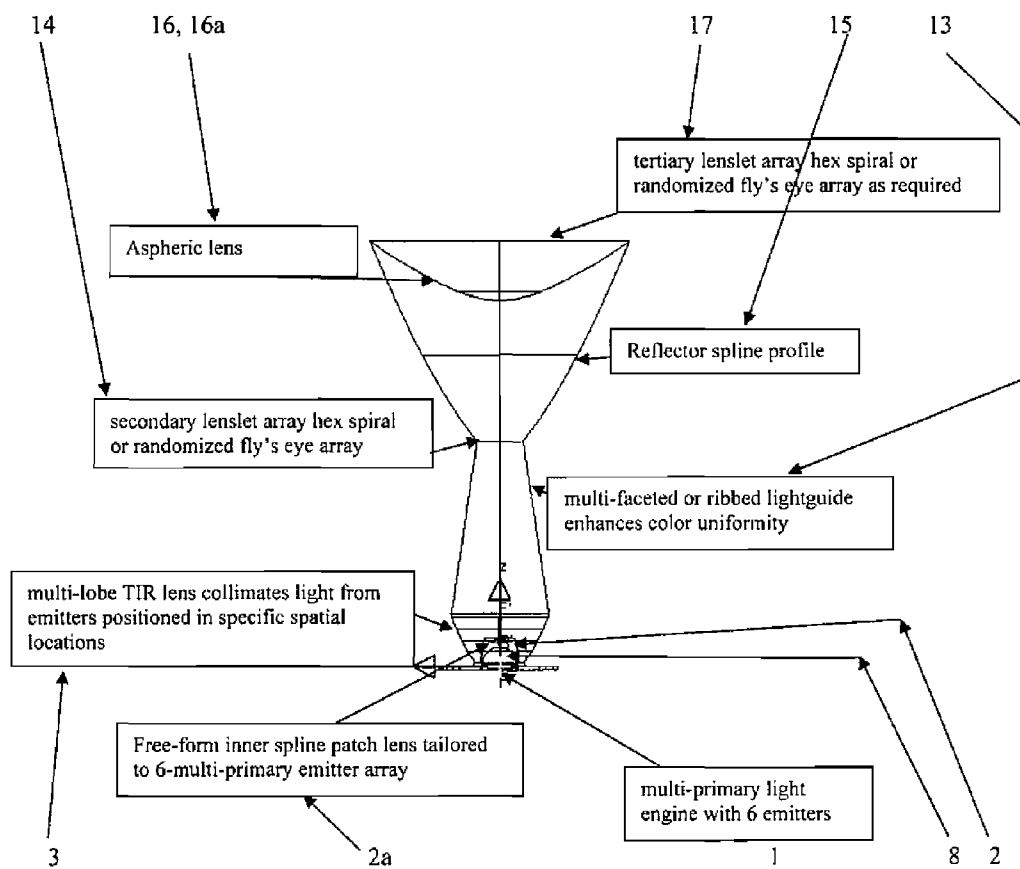 14
16, 16a
17
15
13
tertiary lenslet array hex spiral or
randomized fly's eye array as required
Aspheric lens
Reflector spline profile
secondary lenslet array hex spiral
or randomized fly's eye array
multi-faceted or ribbed lightguide
enhances color uniformity
z
multi-lobe TIR lens collimates light from
emitters positioned in specific spatial
locations
Free-form inner spline patch lens tailored
to 6-multi-primary emitter array
multi-primary light
engine with 6 emitters
3
2a
1
8
2